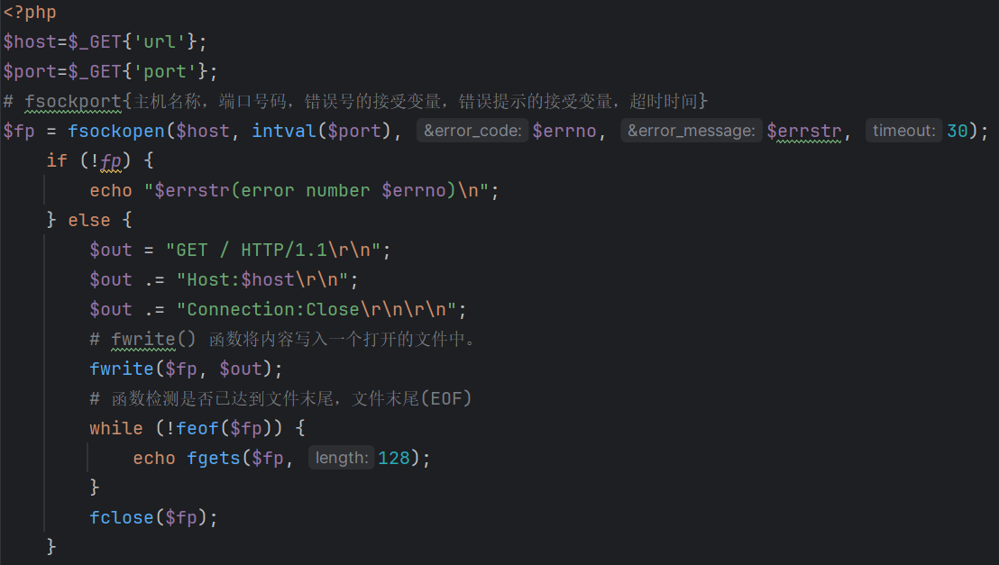 <?php
$host=$_GET{'url'};
$port=$_GET{'port'};
# fsockport{主机名称，端口号码，错误号的接受变量，错误提示的接受变量，超时时间}
$fp = fsockopen($host, intval($port), &error_code: $errno, &error_message: $errstr, timeout: 30);
if (!fp) {
echo "$errstr(error number $errno)\n";
} else {
$out = "GET / HTTP/1.1\r\n";
$out .= "Host:$host\r\n";
$out .= "Connection:Close\r\n\r\n";
# fwrite() 函数将内容写入一个打开的文件中。
fwrite($fp, $out);
# 函数检测是否已达到文件末尾，文件末尾(EOF)
while (!feof($fp)) {
echo fgets($fp, length: 128);
}
fclose($fp);
}